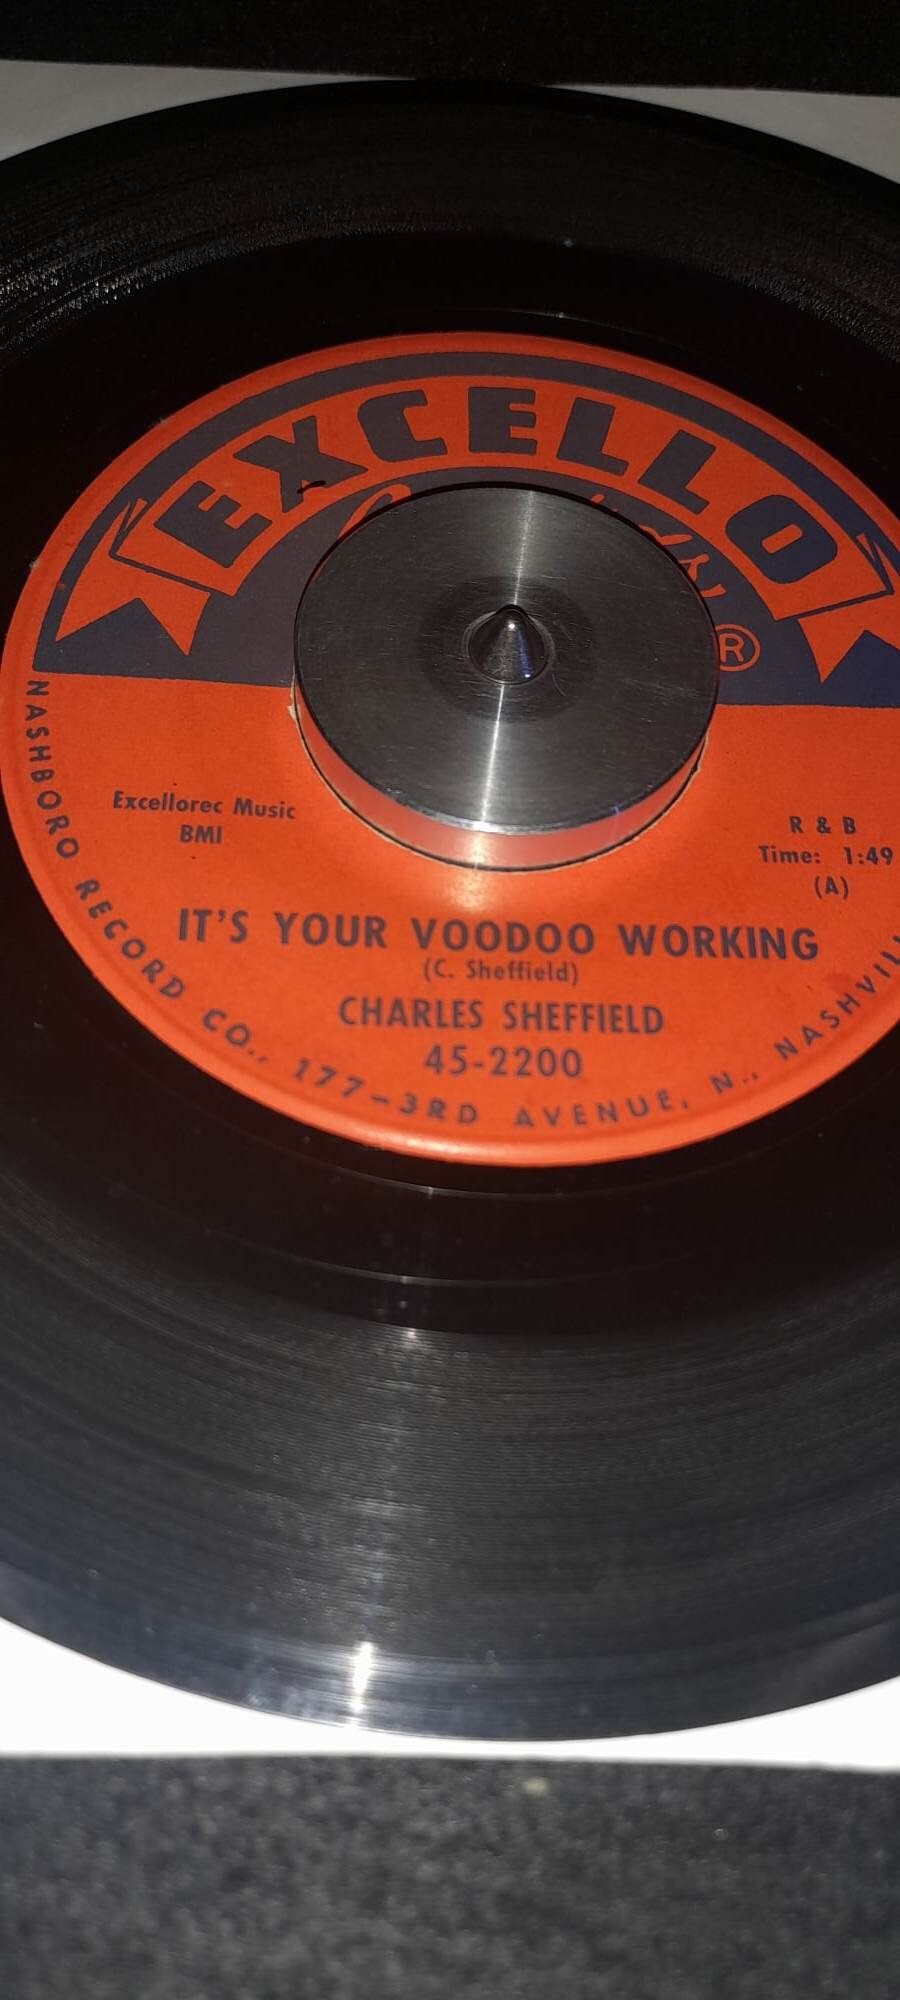 EXCELLO
®
Excellorec Music
BMI
R & B
Time: 1:49
(A)
IT'S YOUR VOODOO WORKING
(C. Sheffield)
CHARLES SHEFFIELD
45-2200
NASHBORO RECORD CO., 177-3RD AVENUE, N.,